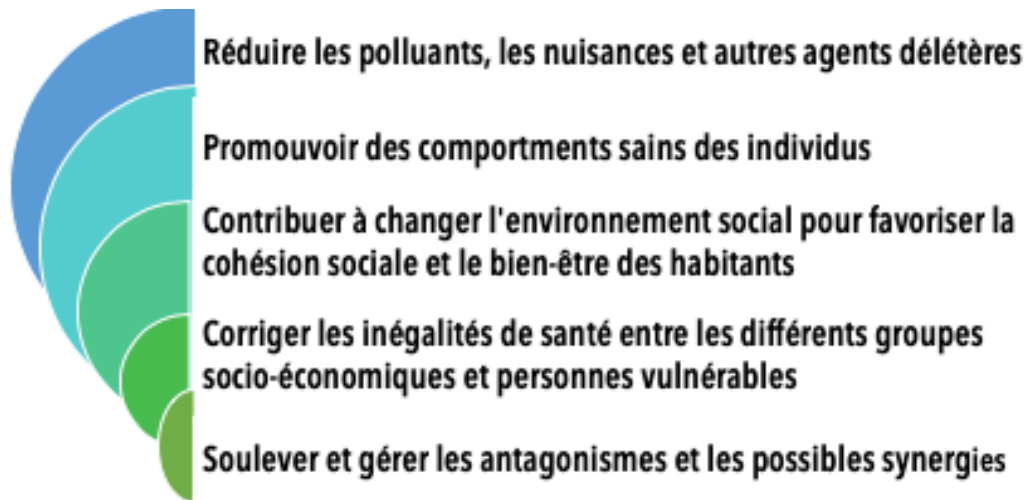 Réduire les polluants, les nuisances et autres agents délétères
Promouvoir des comportments sains des individus
Contribuer à changer l'environnement social pour favoriser la
cohésion sociale et le bien-être des habitants
Corriger les inégalités de santé entre les différents groupes
socio-économiques et personnes vulnérables
Soulever et gérer les antagonismes et les possibles synergies